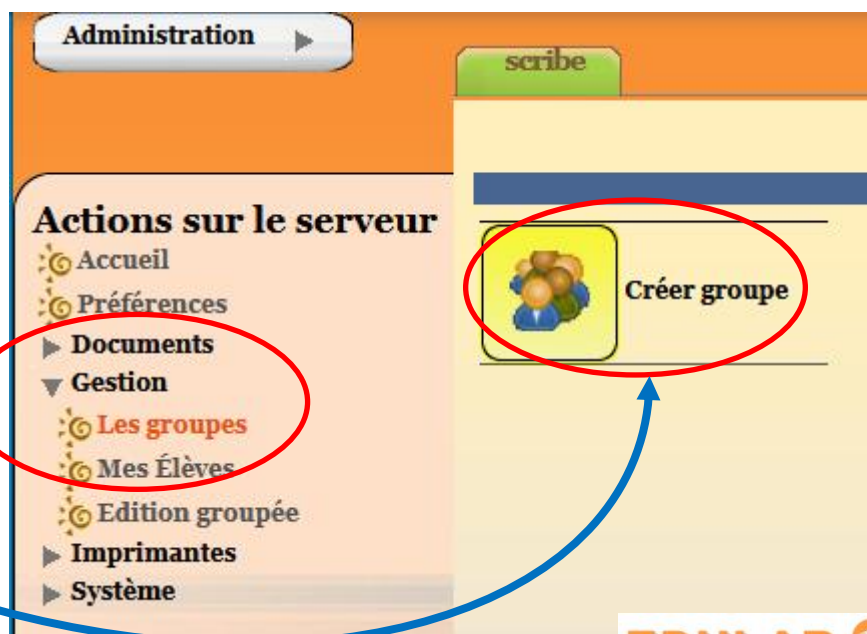 Administration
scribe
Actions sur le serveur
Accueil
Préférences
Documents
Gestion
Les groupes
Mes Élèves
Edition groupée
Imprimantes
Système
Créer groupe